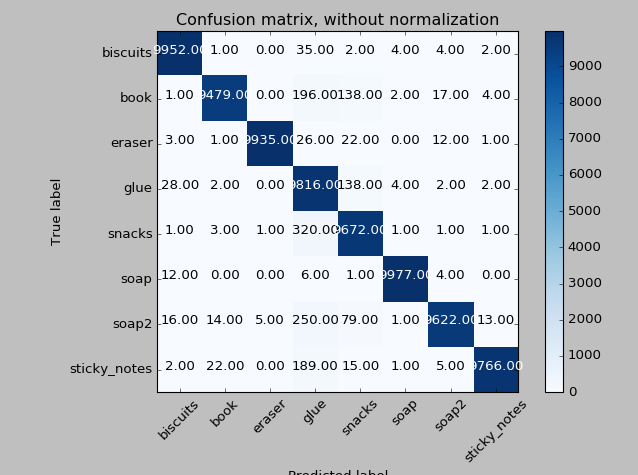 Confusion matrix, without normalization
biscuits 9952.00 1.00 0.00 35.00 2.00 4.00 4.00 2.00
book 1.00 9479.00 0.00 196.00 138.00 2.00 17.00 4.00
eraser 3.00 1.00 9935.00 26.00 22.00 0.00 12.00 1.00
glue 28.00 2.00 0.00 9816.00 138.00 4.00 2.00 2.00
snacks 1.00 3.00 1.00 320.00 9672.00 1.00 1.00 1.00
soap 12.00 0.00 0.00 6.00 1.00 9977.00 4.00 0.00
soap2 16.00 14.00 5.00 250.00 79.00 1.00 9622.00 13.00
sticky_notes 2.00 22.00 0.00 189.00 15.00 1.00 5.00 9766.00
biscuits book eraser glue snacks soap soap2 sticky_notes
True label
Predicted label
9000
8000
7000
6000
5000
4000
3000
2000
1000
0